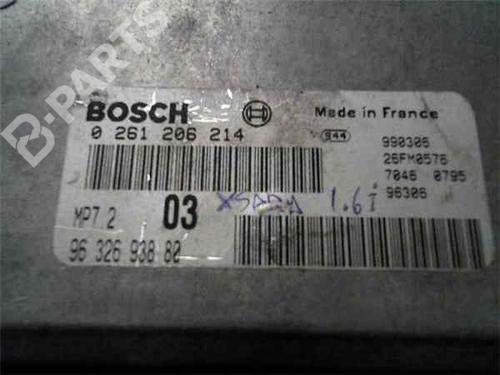 B-PARTS
BOSCH
Made in France
0 261 206 214
944
990306
26FM0576
7046 0795
96306
MP7.2
03
XSARA 1.6i
96 326 938 80